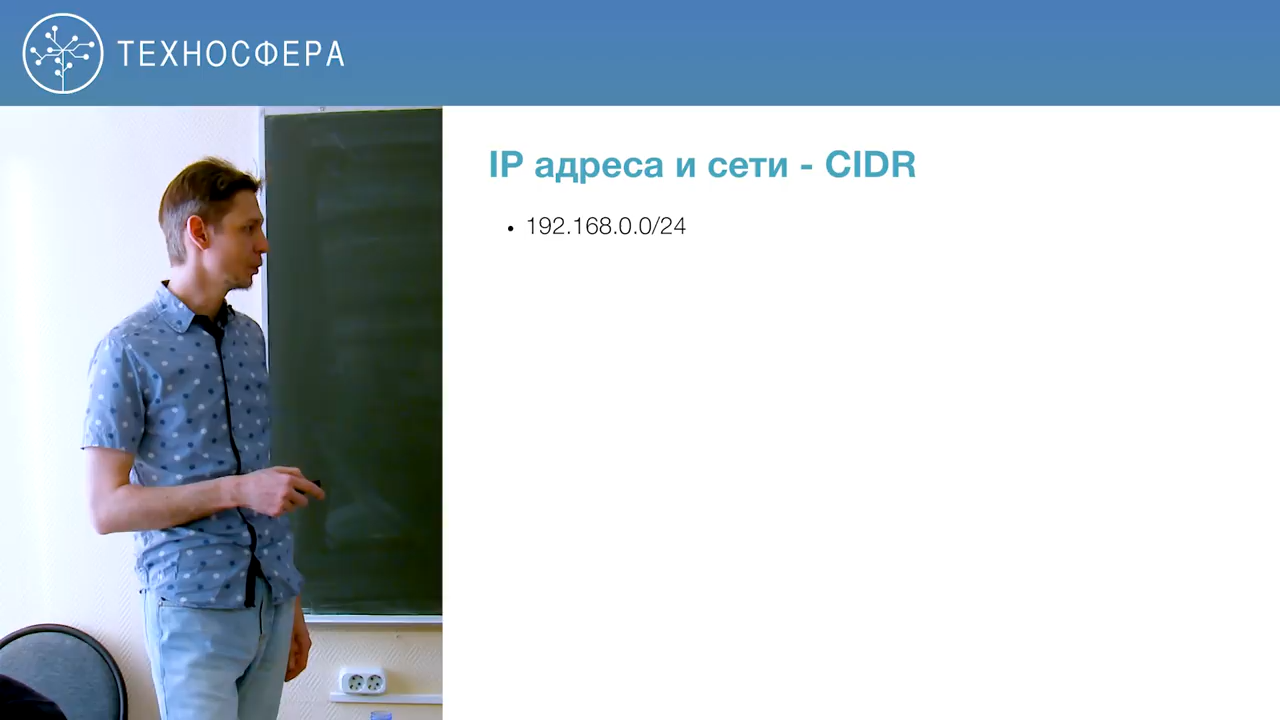 ТЕХНОСФЕРА
IP адреса и сети - CIDR
• 192.168.0.0/24